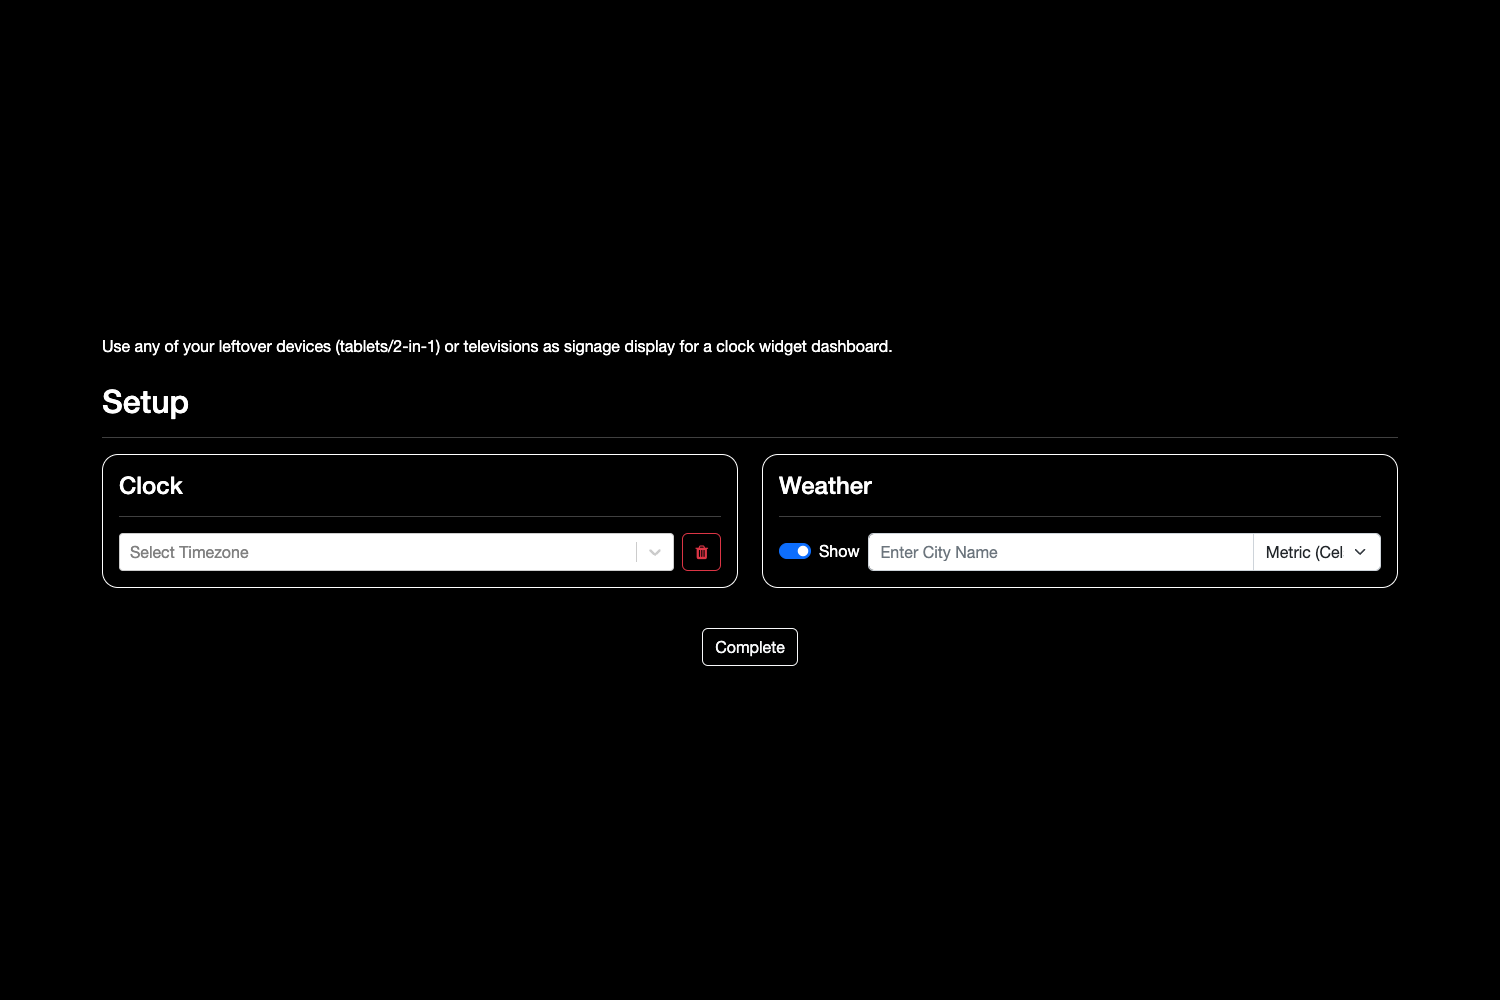 Use any of your leftover devices (tablets/2-in-1) or televisions as signage display for a clock widget dashboard.
Setup
Clock
Select Timezone
Weather
Show
Enter City Name
Metric (Cel
Complete